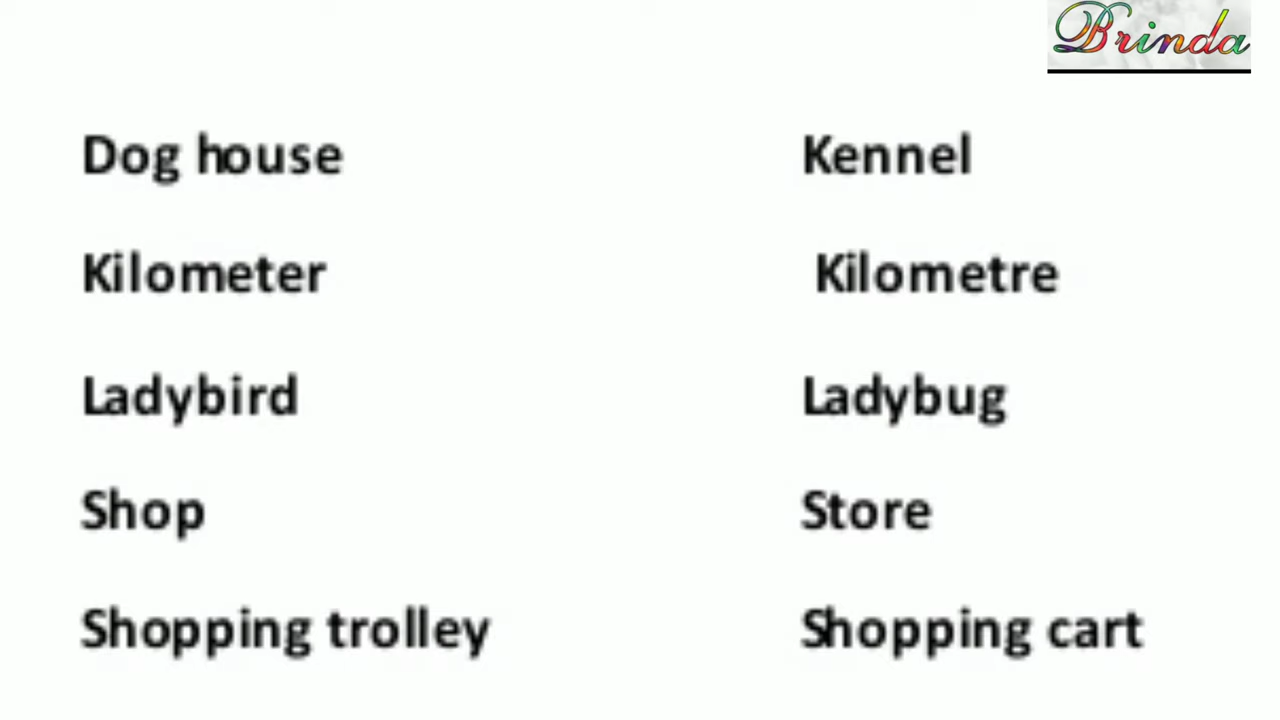 Brinda
Dog house Kennel
Kilometer Kilometre
Ladybird Ladybug
Shop Store
Shopping trolley Shopping cart